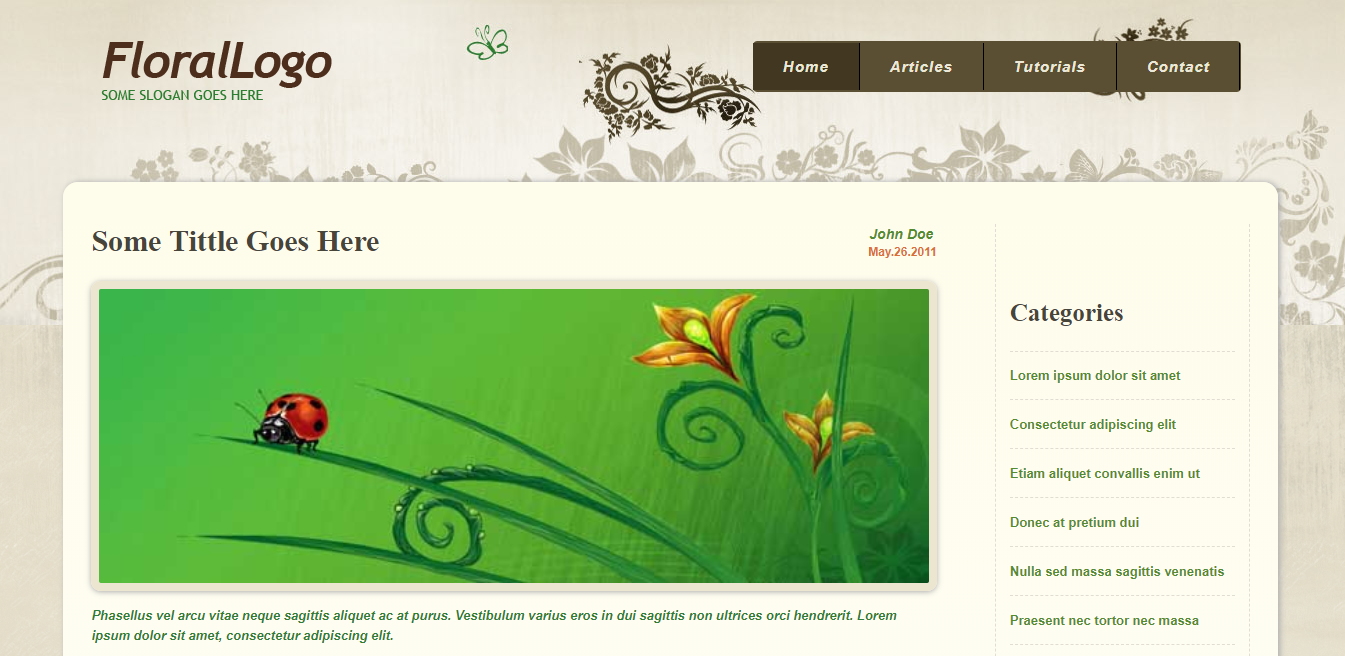 FloralLogo
SOME SLOGAN GOES HERE
Home
Articles
Tutorials
Contact
Some Tittle Goes Here
John Doe
May.26.2011
Phasellus vel arcu vitae neque sagittis aliquet ac at purus. Vestibulum varius eros in dui sagittis non ultrices orci hendrerit. Lorem
ipsum dolor sit amet, consectetur adipiscing elit.
Categories
Lorem ipsum dolor sit amet
Consectetur adipiscing elit
Etiam aliquet convallis enim ut
Donec at pretium dui
Nulla sed massa sagittis venenatis
Praesent nec tortor nec massa